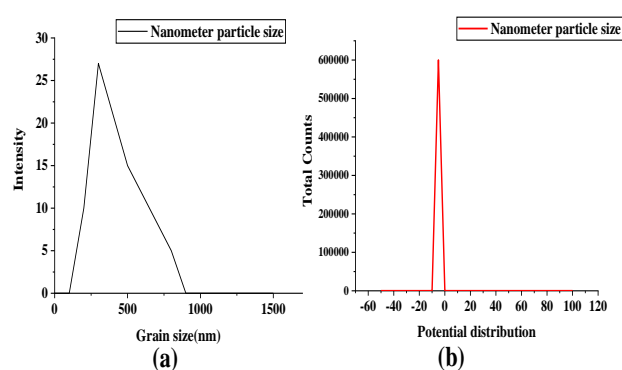 Nanometer particle size
30
25
20
15
10
5
0
Intensity
0 500 1000 1500
Grain size(nm)
(a)
Nanometer particle size
600000
500000
400000
300000
200000
100000
0
Total Counts
-60 -40 -20 0 20 40 60 80 100 120
Potential distribution
(b)